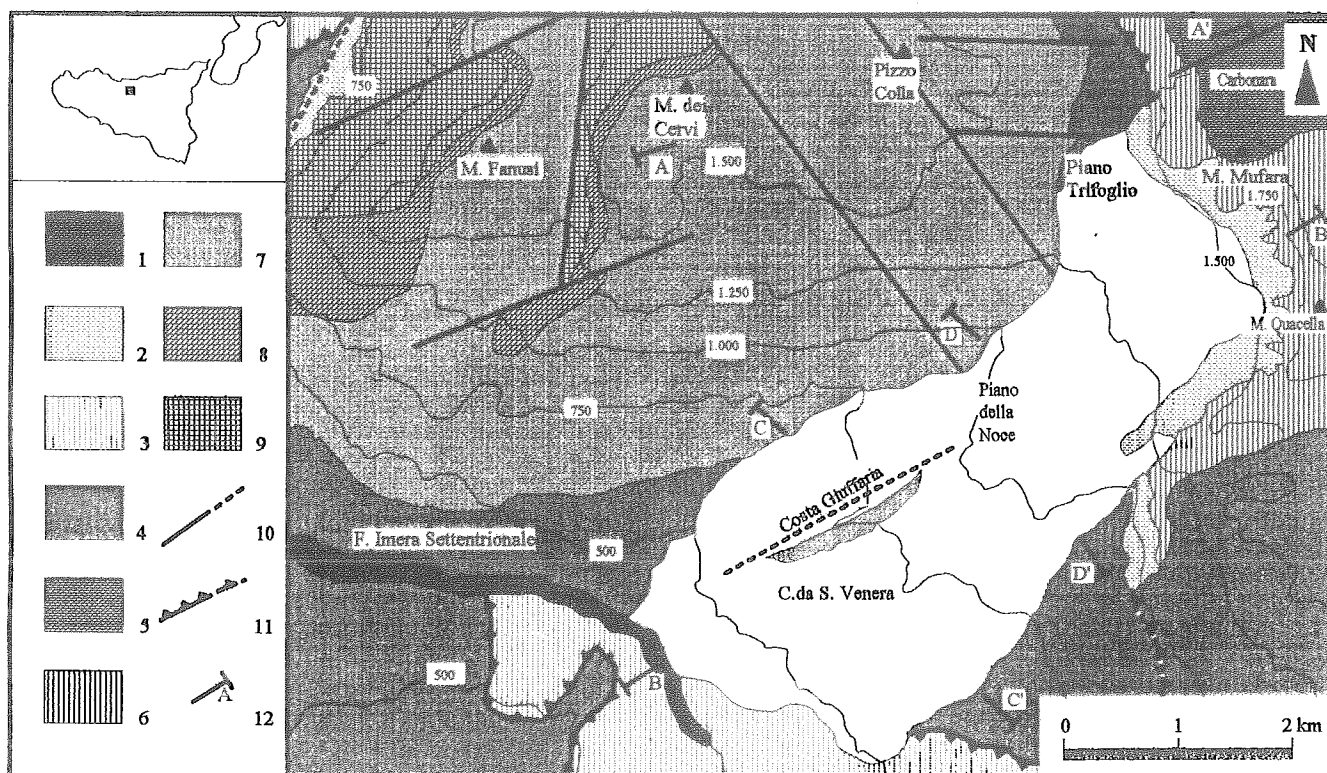 A'
N
750
Pizzo
Colla
Carbonara
M. dei
Cervi
M. Fanusi
A
1.500
Piano
Trifoglio
M. Mufara
1.750
B'
1.500
1.250
M. Quacella
D
1.000
Piano
della
Noce
750
C
Costa Giuffaria
F. Imera Settentrionale
500
D'
C.da S. Venera
500
B
C'
0 1 2 km
1 7
2 8
3 9
4 10
5 11
6 A 12